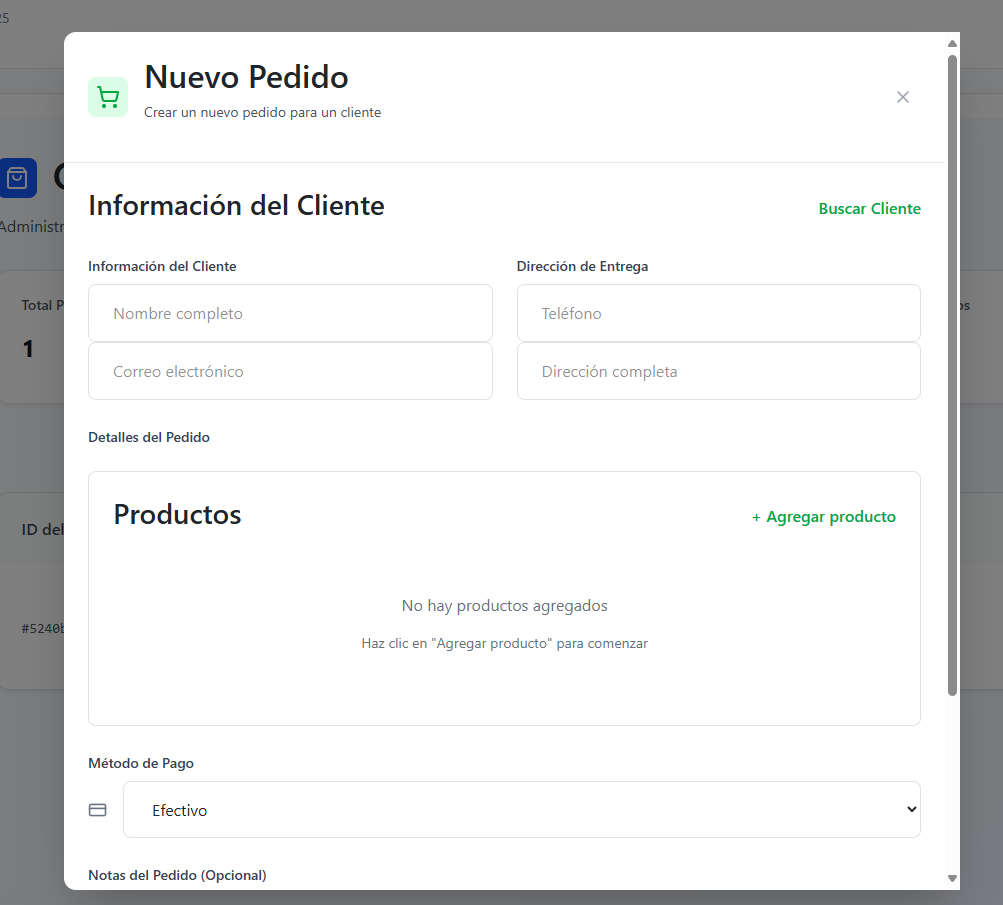 25
Nuevo Pedido
Crear un nuevo pedido para un cliente
Administr
Información del Cliente
Buscar Cliente
Información del Cliente
Dirección de Entrega
Nombre completo
Teléfono
Correo electrónico
Dirección completa
Total P
os
1
Detalles del Pedido
Productos
+ Agregar producto
ID del
No hay productos agregados
Haz clic en "Agregar producto" para comenzar
#5240b
Método de Pago
Efectivo
Notas del Pedido (Opcional)